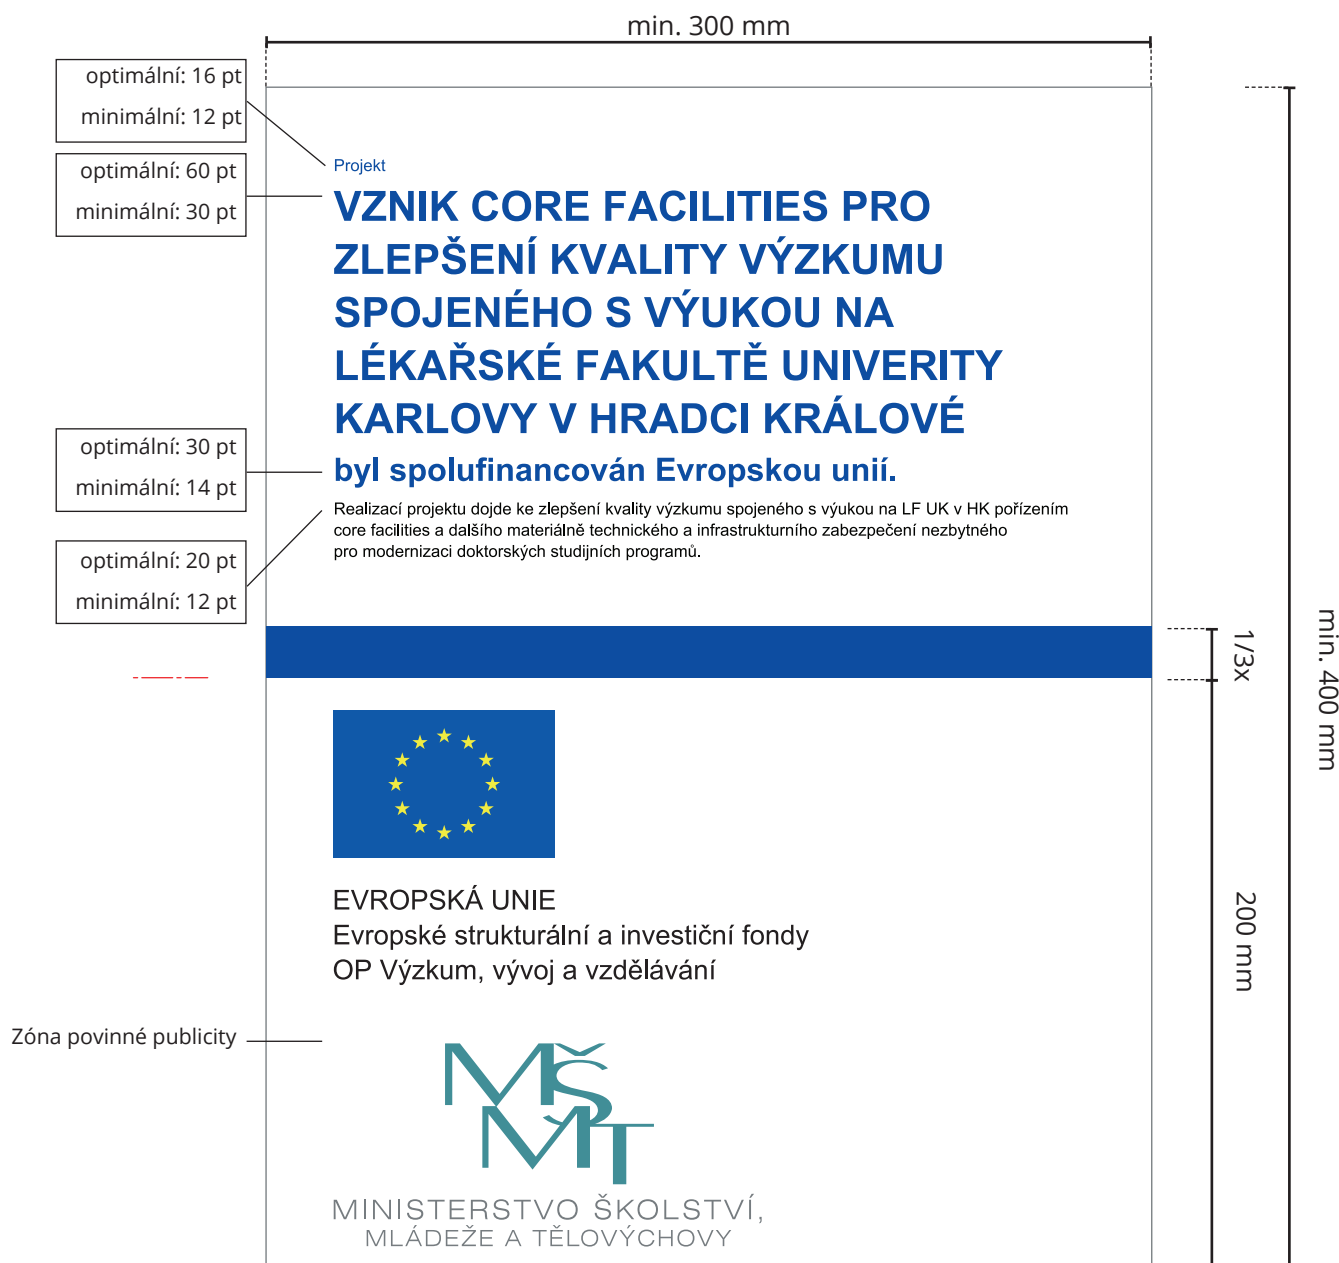 min. 300 mm
optimální: 16 pt
minimální: 12 pt
optimální: 60 pt
minimální: 30 pt
Projekt
VZNIK CORE FACILITIES PRO
ZLEPŠENÍ KVALITY VÝZKUMU
SPOJENÉHO S VÝUKOU NA
LÉKAŘSKÉ FAKULTĚ UNIVERITY
KARLOVY V HRADCI KRÁLOVÉ
optimální: 30 pt
minimální: 14 pt
byl spolufinancován Evropskou unií.
Realizací projektu dojde ke zlepšení kvality výzkumu spojeného s výukou na LF UK v HK pořízením
core facilities a dalšího materiálně technického a infrastrukturního zabezpečení nezbytného
pro modernizaci doktorských studijních programů.
optimální: 20 pt
minimální: 12 pt
1/3x
min. 400 mm
200 mm
EVROPSKÁ UNIE
Evropské strukturální a investiční fondy
OP Výzkum, vývoj a vzdělávání
Zóna povinné publicity
MŠ
MT
MINISTERSTVO ŠKOLSTVÍ,
MLÁDEŽE A TĚLOVÝCHOVY